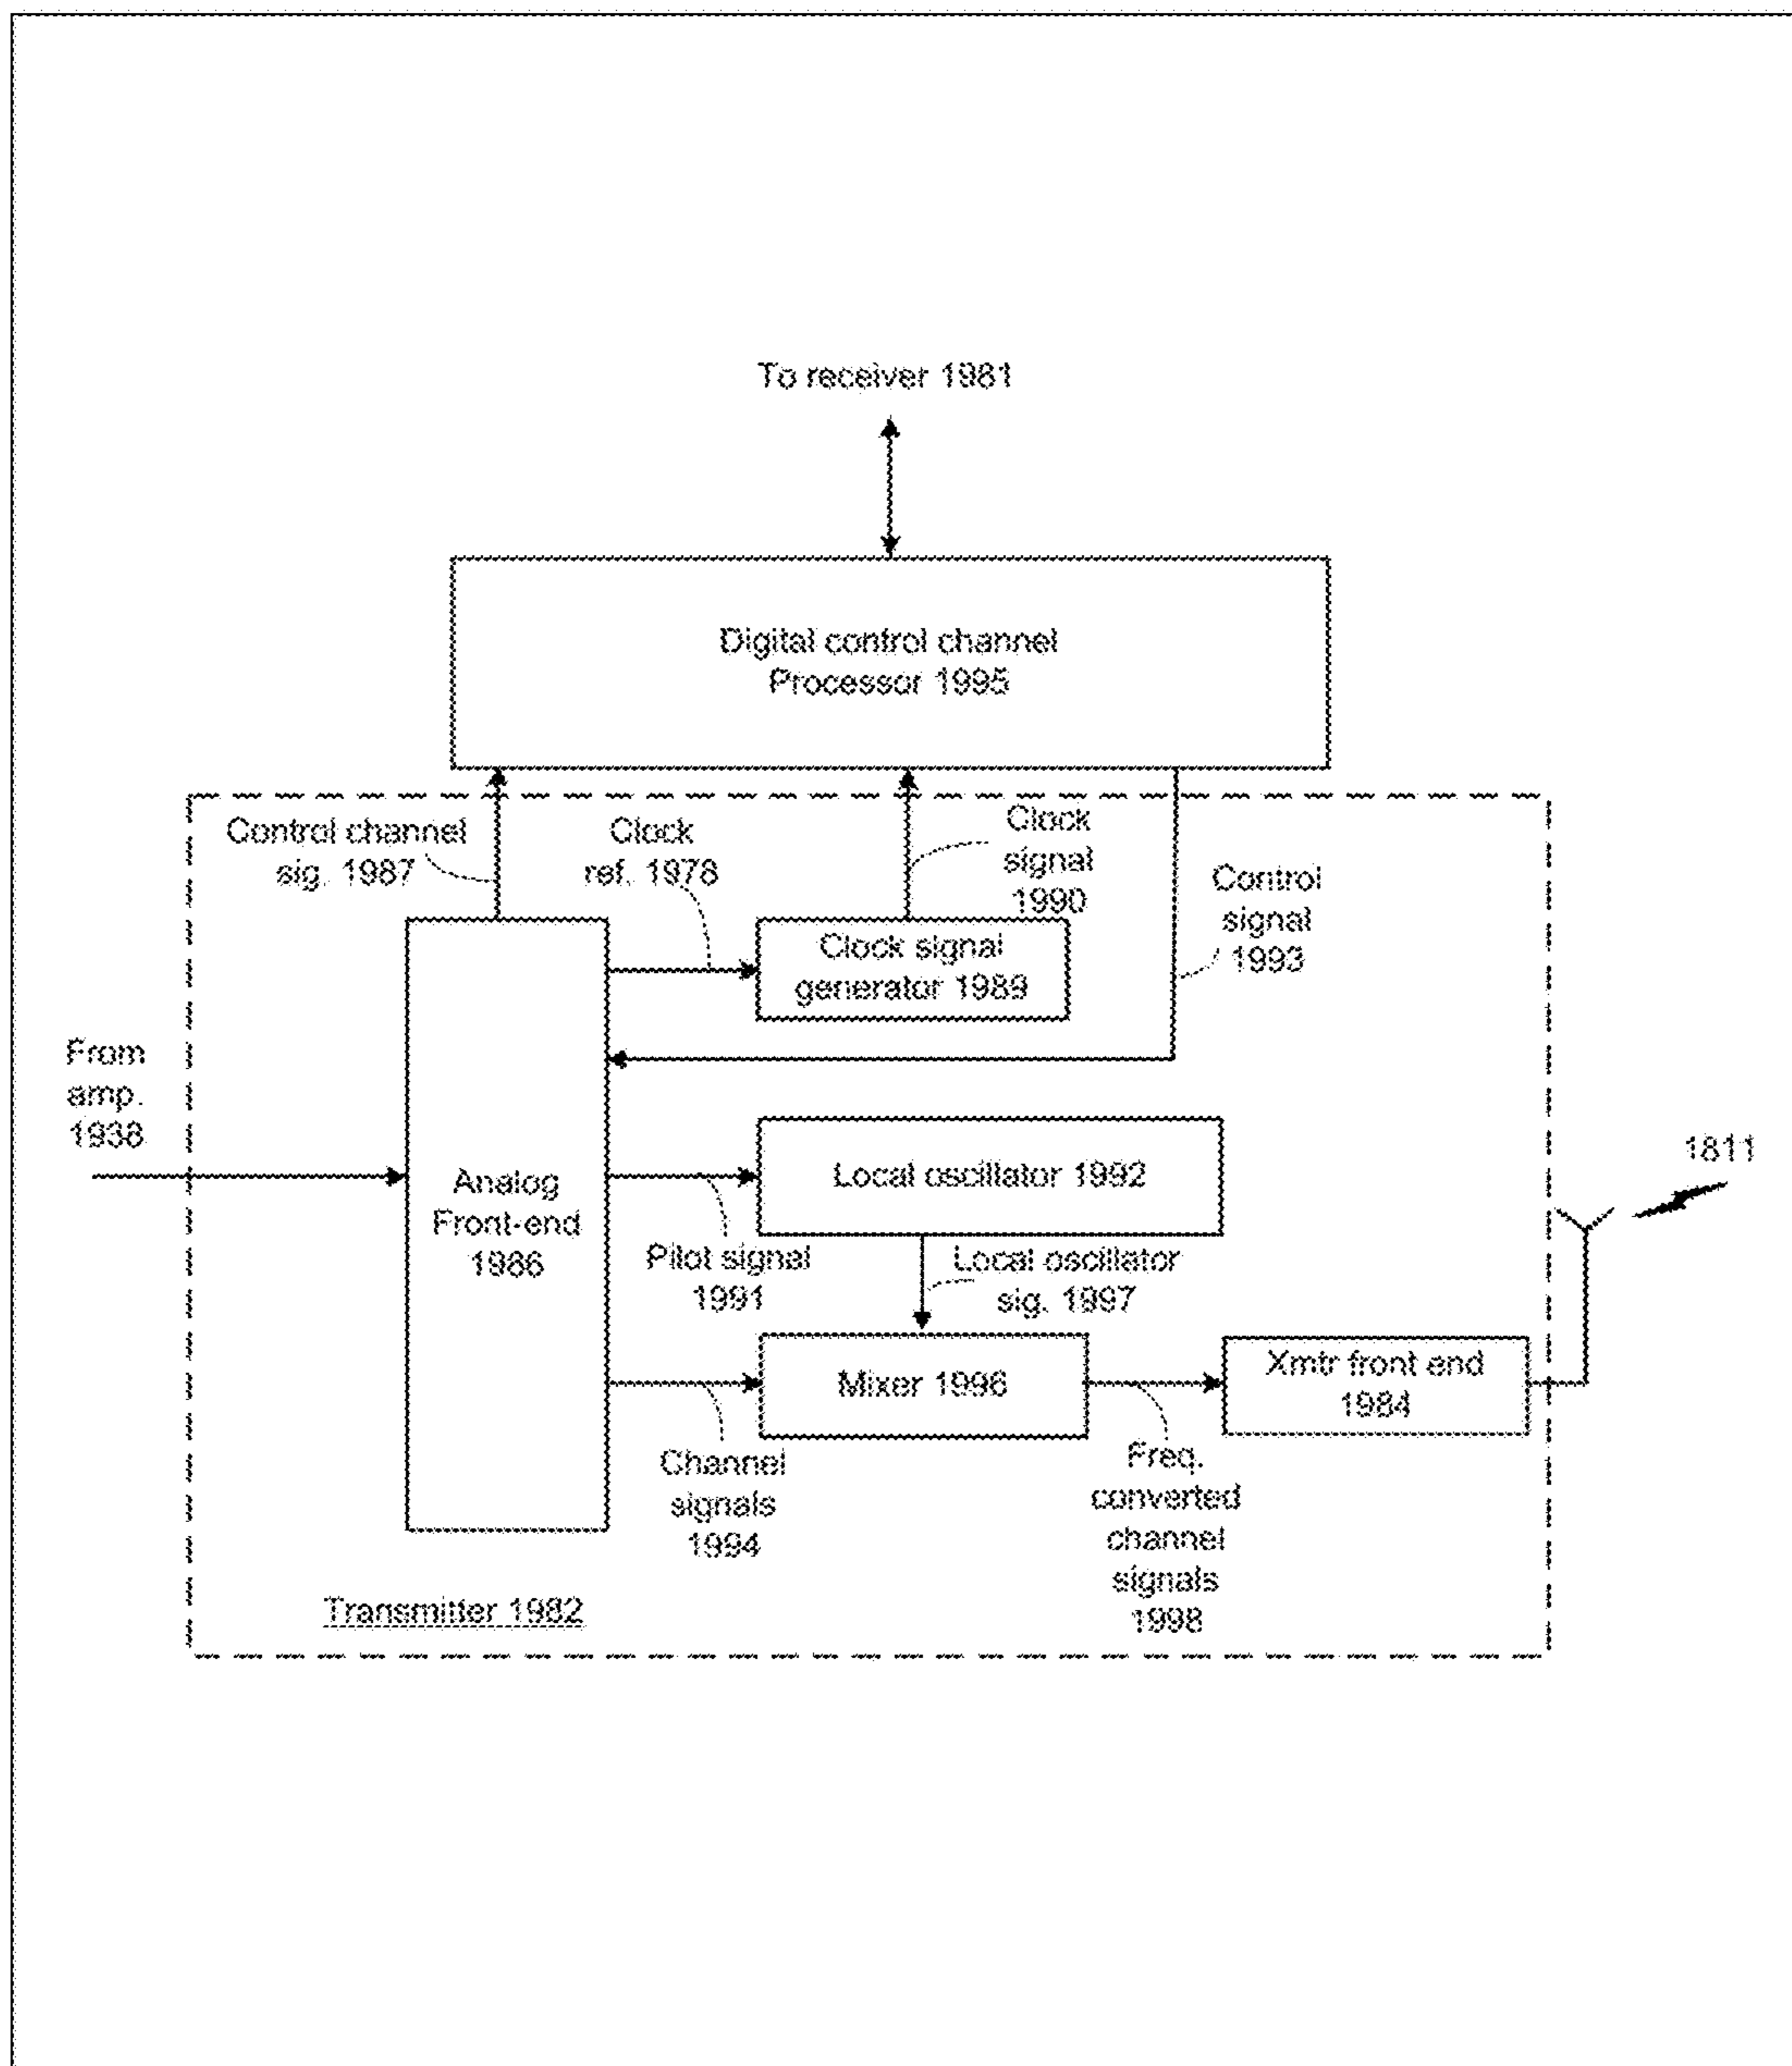 To receiver 1981
Digital control channel
Processor 1995
Control channel
sig. 1987
Clock
ref. 1978
Clock
signal
1990
Control
signal
1993
Clock signal
generator 1989
From
amp.
1938
Analog
Front-end
1986
Local oscillator 1992
1811
Pilot signal
1991
Local oscillator
sig. 1997
Mixer 1996
Xmtr front end
1984
Channel
signals
1994
Freq.
converted
channel
signals
1998
Transmitter 1982